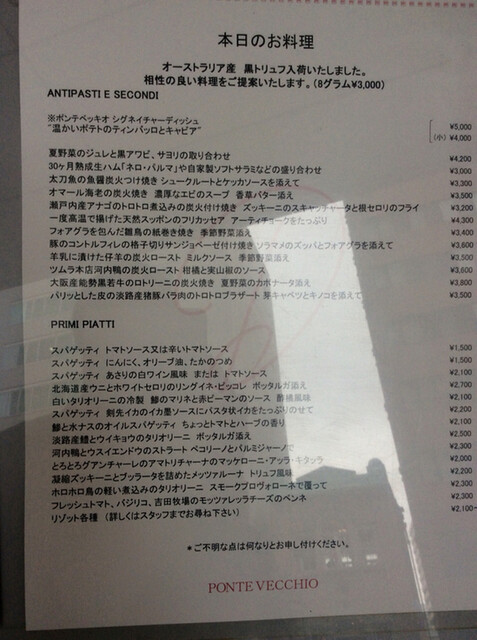 本日のお料理
オーストラリア産 黒トリュフ入荷いたしました。
相性の良い料理をご提案いたします。（8グラム¥3,000）
ANTIPASTI E SECONDI
※ポンテベッキオ シグネイチャーディッシュ ¥5,000
"温かいポテトのティンバッロとキャビア" （小） ¥4,000
夏野菜のジュレと黒アワビ、サヨリの取り合わせ ¥4,200
30ヶ月熟成生ハム「ネロ・パルマ」や自家製ソフトサラミなどの盛り合わせ ¥3,000
太刀魚の魚醤炭火つけ焼き シュークルートとケッカソースを添えて ¥3,300
オマール海老の炭火焼き 濃厚なエビのスープ 香草バター添え ¥3,500
瀬戸内産アナゴのトロトロ煮込みの炭火付け焼き ズッキーニのスキャッチャータと根セロリのフライ ¥3,200
一度高温で揚げた天然スッポンのフリカッセア アーティチョークをたっぷり ¥4,300
フォアグラを包んだ雛鳥の紙巻き焼き 季節野菜添え ¥3,400
豚のコントルフィレの格子切りサンジョベーゼ付け焼き ソラマメのズッパとフォアグラを添えて ¥3,600
羊乳に漬けた仔羊の炭火ロースト ミルクソース 季節野菜添え ¥3,500
ツムラ本店河内鴨の炭火ロースト 柑橘と実山椒のソース ¥3,600
大阪産能勢黒若牛のロトリーニの炭火焼き 夏野菜のカポナータ添え ¥3,800
パリッとした皮の淡路産猪豚バラ肉のトロトロブラザート 芽キャベツとキノコを添えて ¥3,500
PRIMI PIATTI
スパゲッティ トマトソース又は辛いトマトソース ¥1,500
スパゲッティ にんにく、オリーブ油、たかのつめ ¥1,500
スパゲッティ あさりの白ワイン風味 または トマトソース ¥2,100
北海道産ウニとホワイトセロリのリングイネ・ピッコレ ボッタルガ添え ¥2,700
白いタリオリーニの冷製 鯵のマリネと赤ピーマンのソース 酢橘風味 ¥2,100
スパゲッティ 剣先イカのイカ墨ソースにパスタ状イカをたっぷりのせて ¥2,200
鯵と水ナスのオイルスパゲッティ ちょっとトマトとハーブの香り ¥2,100
淡路産鱧とウイキョウのタリオリーニ ボッタルガ添え ¥2,500
河内鴨とウスイエンドウのストラート ペコリーノとパルミジャーノで ¥2,300
とろとろグアンチャーレのアマトリチャーナのマッケローニ・アッラ・キタッラ ¥2,000
凝縮ズッキーニとブッラータを詰めたメッツァルーナ トリュフ風味 ¥2,200
ホロホロ鳥の軽い煮込みのタリオリーニ スモークプロヴォローネで覆って ¥2,300
フレッシュトマト、バジリコ、吉田牧場のモッツァレッラチーズのペンネ ¥2,300
リゾット各種 （詳しくはスタッフまでお尋ね下さい） ¥2,100~
＊ご不明な点は何なりとお申し付けください。
PONTE VECCHIO